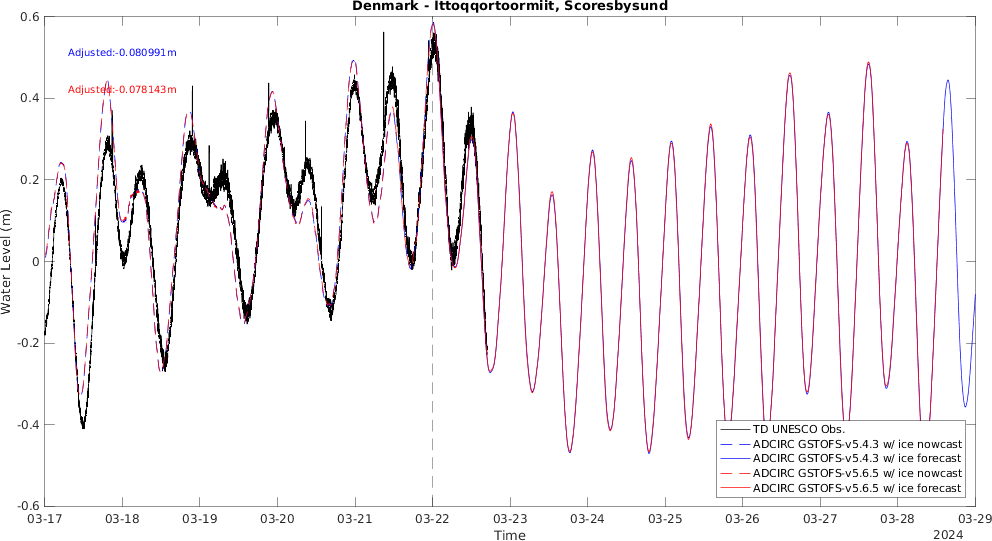 Denmark - Ittoqqortoormiit, Scoresbysund
Adjusted:-0.080991m
Adjusted:-0.078143m
Water Level (m)
0.6
0.4
0.2
0
-0.2
-0.4
-0.6
TD UNESCO Obs.
ADCIRC GSTOFS-v5.4.3 w/ ice nowcast
ADCIRC GSTOFS-v5.4.3 w/ ice forecast
ADCIRC GSTOFS-v5.6.5 w/ ice nowcast
ADCIRC GSTOFS-v5.6.5 w/ ice forecast
03-17 03-18 03-19 03-20 03-21 03-22 03-23 03-24 03-25 03-26 03-27 03-28 03-29
Time
2024